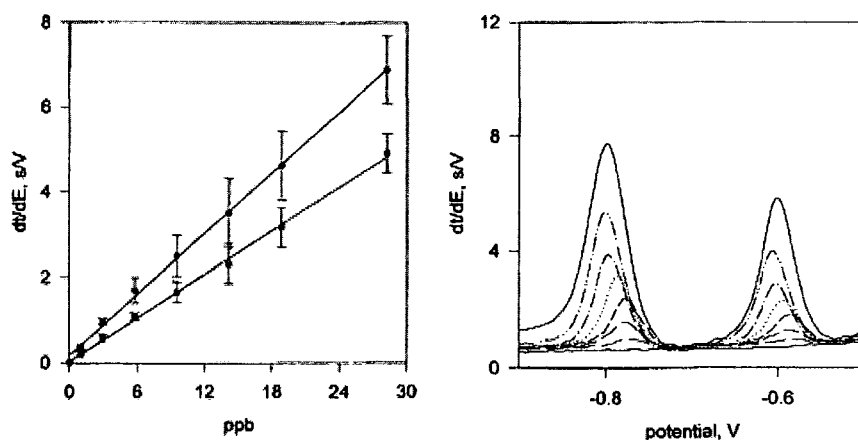 8
6
4
2
0
dt/dE, s/V
0 6 12 18 24 30
ppb
12
8
4
0
dt/dE, s/V
-0.8 -0.6
potential, V